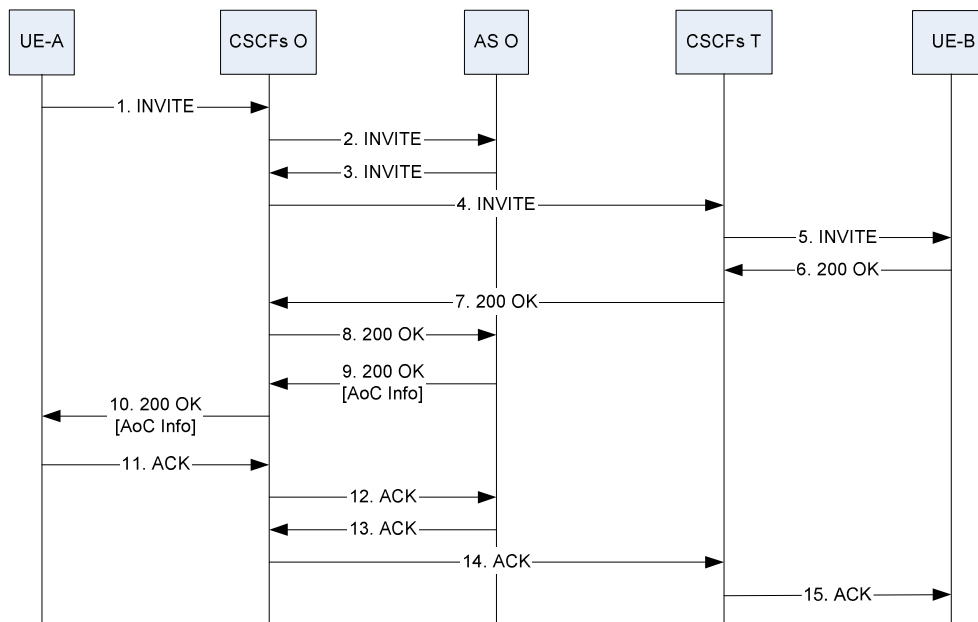 UE-A
CSCFs O
AS O
CSCFs T
UE-B
1. INVITE
2. INVITE
3. INVITE
4. INVITE
5. INVITE
6. 200 OK
7. 200 OK
8. 200 OK
9. 200 OK
[AoC Info]
10. 200 OK
[AoC Info]
11. ACK
12. ACK
13. ACK
14. ACK
15. ACK